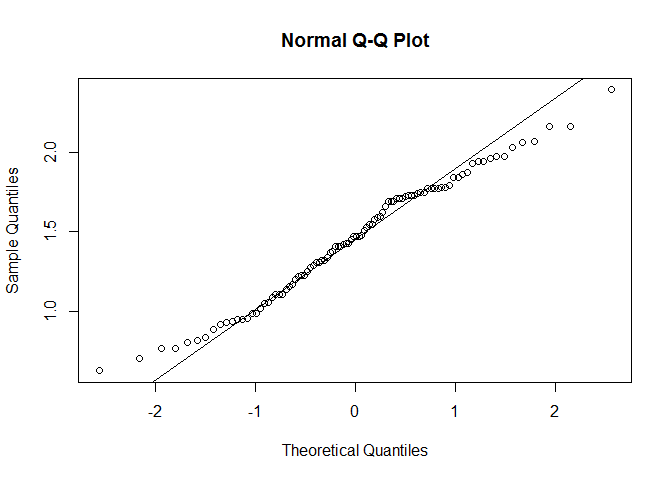 Normal Q-Q Plot
Sample Quantiles
2.0
1.5
1.0
-2 -1 0 1 2
Theoretical Quantiles